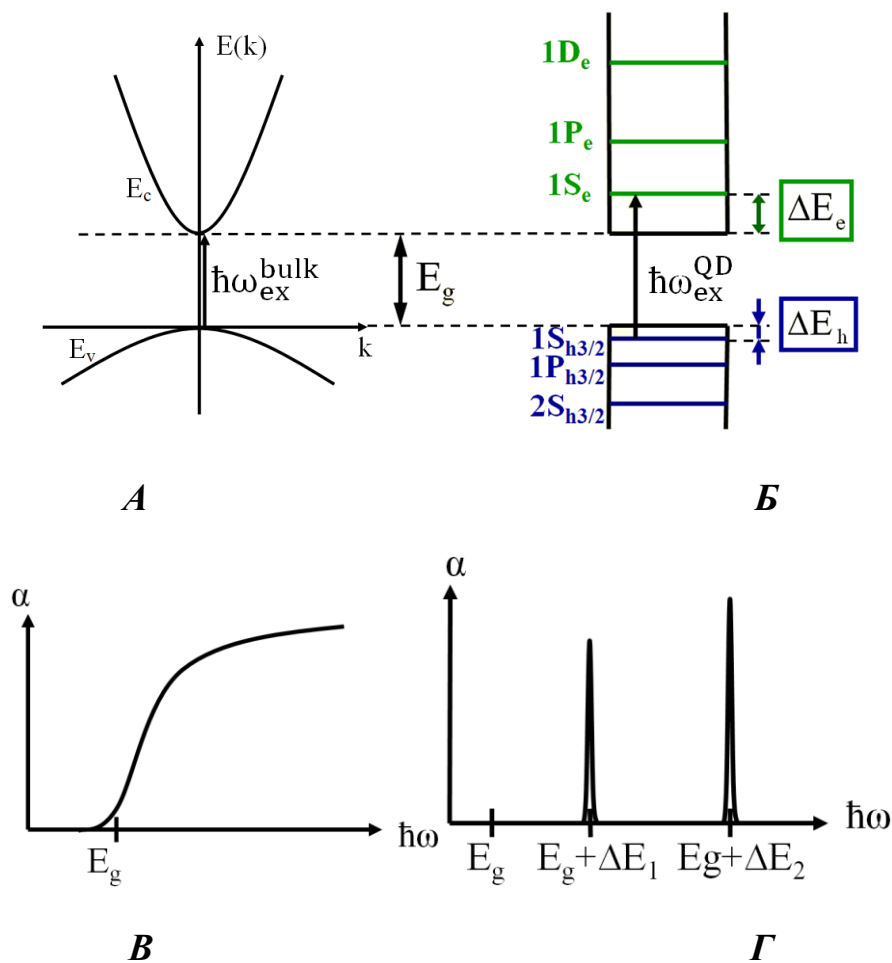 E(k)
E_c
ħω_ex^bulk
E_v
k
E_g
1D_e
1P_e
1S_e
ΔE_e
ħω_ex^QD
ΔE_h
1S_h3/2
1P_h3/2
2S_h3/2
А
Б
α
E_g
ħω
В
α
E_g
E_g+ΔE_1
Eg+ΔE_2
ħω
Г